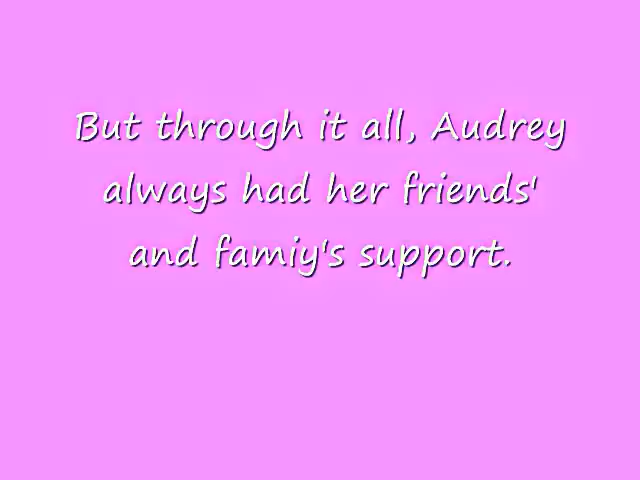 But through it all, Audrey
always had her friends'
and famiy's support.